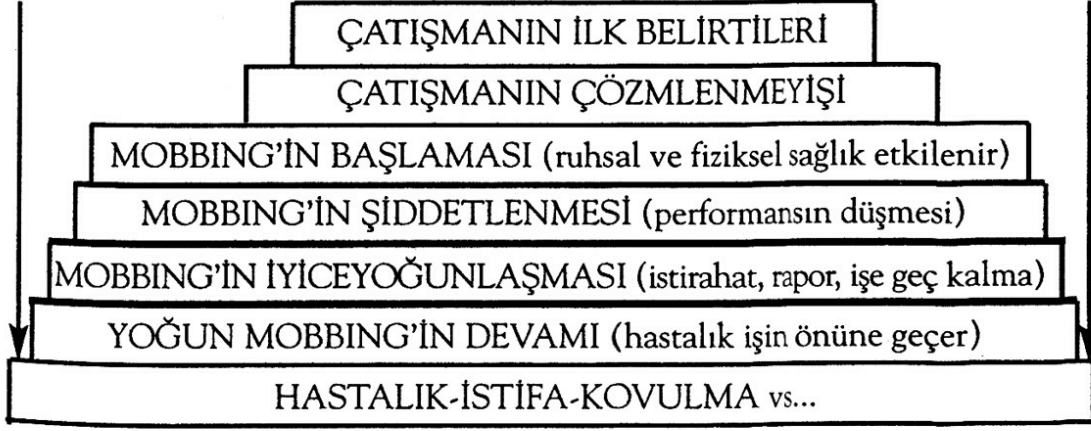 ÇATIŞMANIN İLK BELİRTİLERİ
ÇATIŞMANIN ÇÖZMLENMEYİŞİ
MOBBING'İN BAŞLAMASI (ruhsal ve fiziksel sağlık etkilenir)
MOBBING'İN ŞİDDETLENMESİ (performansın düşmesi)
MOBBING'İN İYİCEYOĞUNLAŞMASI (istirahat, rapor, işe geç kalma)
YOĞUN MOBBING'İN DEVAMI (hastalık işin önüne geçer)
HASTALIK-İSTİFA-KOVULMA vs...